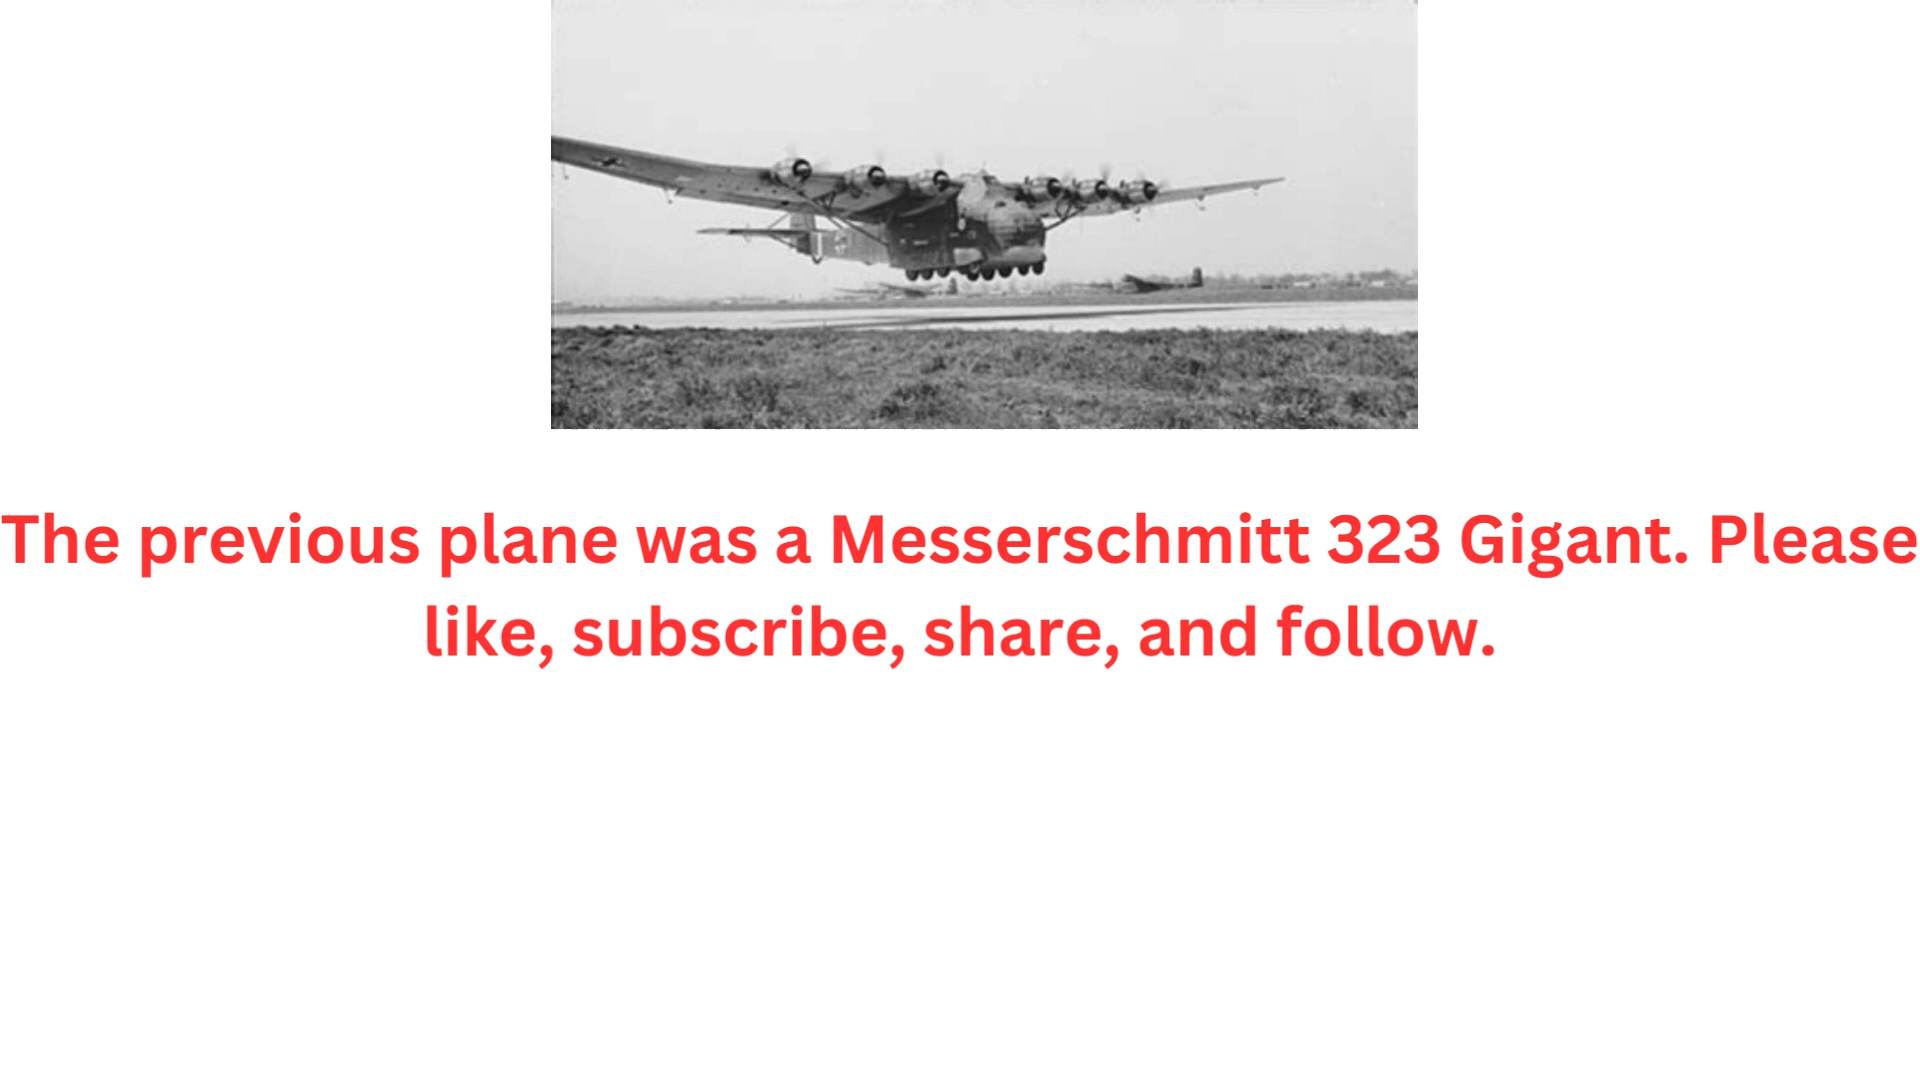 The previous plane was a Messerschmitt 323 Gigant. Please
like, subscribe, share, and follow.